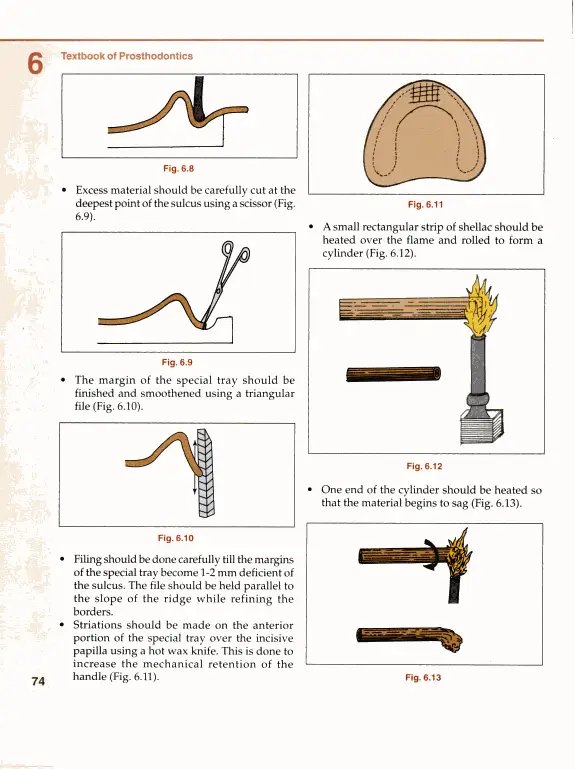 6
Textbook of Prosthodontics
Fig. 6.8
• Excess material should be carefully cut at the
deepest point of the sulcus using a scissor (Fig.
6.9).
Fig. 6.9
• The margin of the special tray should be
finished and smoothened using a triangular
file (Fig. 6.10).
Fig. 6.10
• Filing should be done carefully till the margins
of the special tray become 1-2 mm deficient of
the sulcus. The file should be held parallel to
the slope of the ridge while refining the
borders.
• Striations should be made on the anterior
portion of the special tray over the incisive
papilla using a hot wax knife. This is done to
increase the mechanical retention of the
handle (Fig. 6.11).
74
Fig. 6.11
• A small rectangular strip of shellac should be
heated over the flame and rolled to form a
cylinder (Fig. 6.12).
Fig. 6.12
• One end of the cylinder should be heated so
that the material begins to sag (Fig. 6.13).
Fig. 6.13